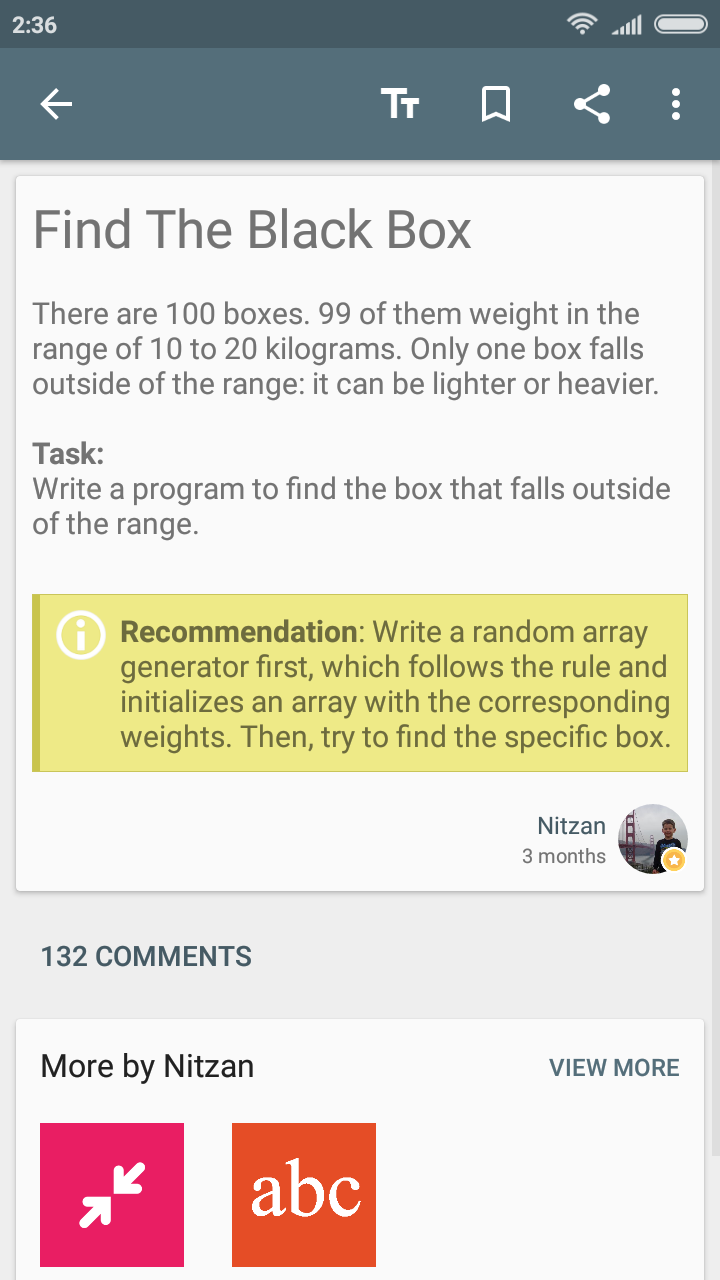 2:36
Find The Black Box
There are 100 boxes. 99 of them weight in the
range of 10 to 20 kilograms. Only one box falls
outside of the range: it can be lighter or heavier.
Task:
Write a program to find the box that falls outside
of the range.
Recommendation: Write a random array
generator first, which follows the rule and
initializes an array with the corresponding
weights. Then, try to find the specific box.
Nitzan
3 months
132 COMMENTS
More by Nitzan
VIEW MORE
abc